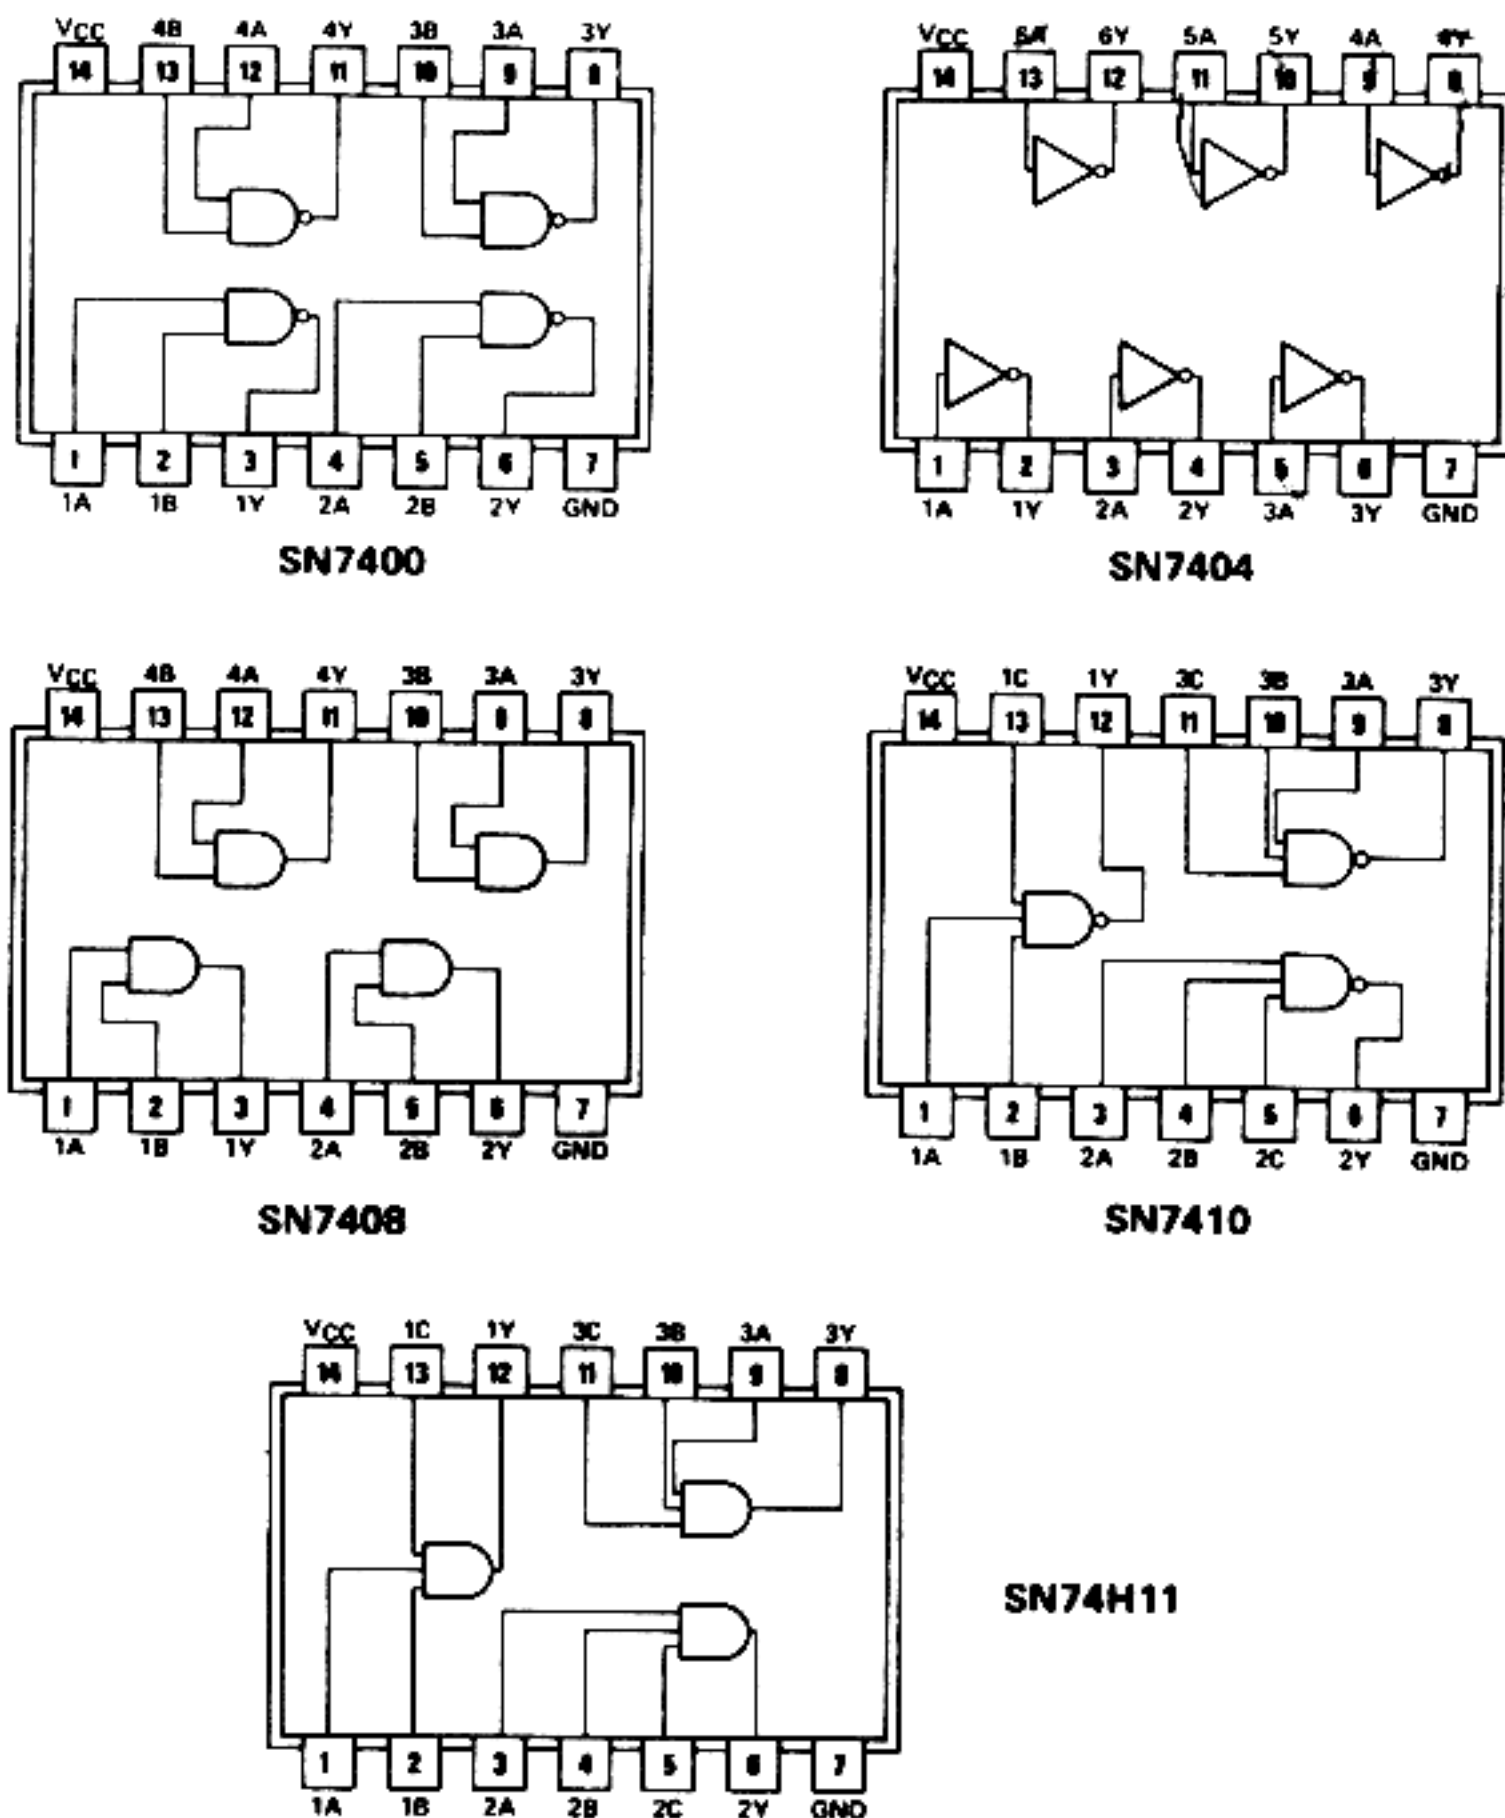 VCC 4B 4A 4Y 3B 3A 3Y
14 13 12 11 10 9 8
1 2 3 4 5 6 7
1A 1B 1Y 2A 2B 2Y GND
SN7400
VCC 6A 6Y 5A 5Y 4A 4Y
14 13 12 11 10 9 8
1 2 3 4 5 6 7
1A 1Y 2A 2Y 3A 3Y GND
SN7404
VCC 4B 4A 4Y 3B 3A 3Y
14 13 12 11 10 9 8
1 2 3 4 5 6 7
1A 1B 1Y 2A 2B 2Y GND
SN7408
VCC 1C 1Y 3C 3B 3A 3Y
14 13 12 11 10 9 8
1 2 3 4 5 6 7
1A 1B 2A 2B 2C 2Y GND
SN7410
VCC 1C 1Y 3C 3B 3A 3Y
14 13 12 11 10 9 8
SN74H11
1 2 3 4 5 6 7
1A 1B 2A 2B 2C 2Y GND